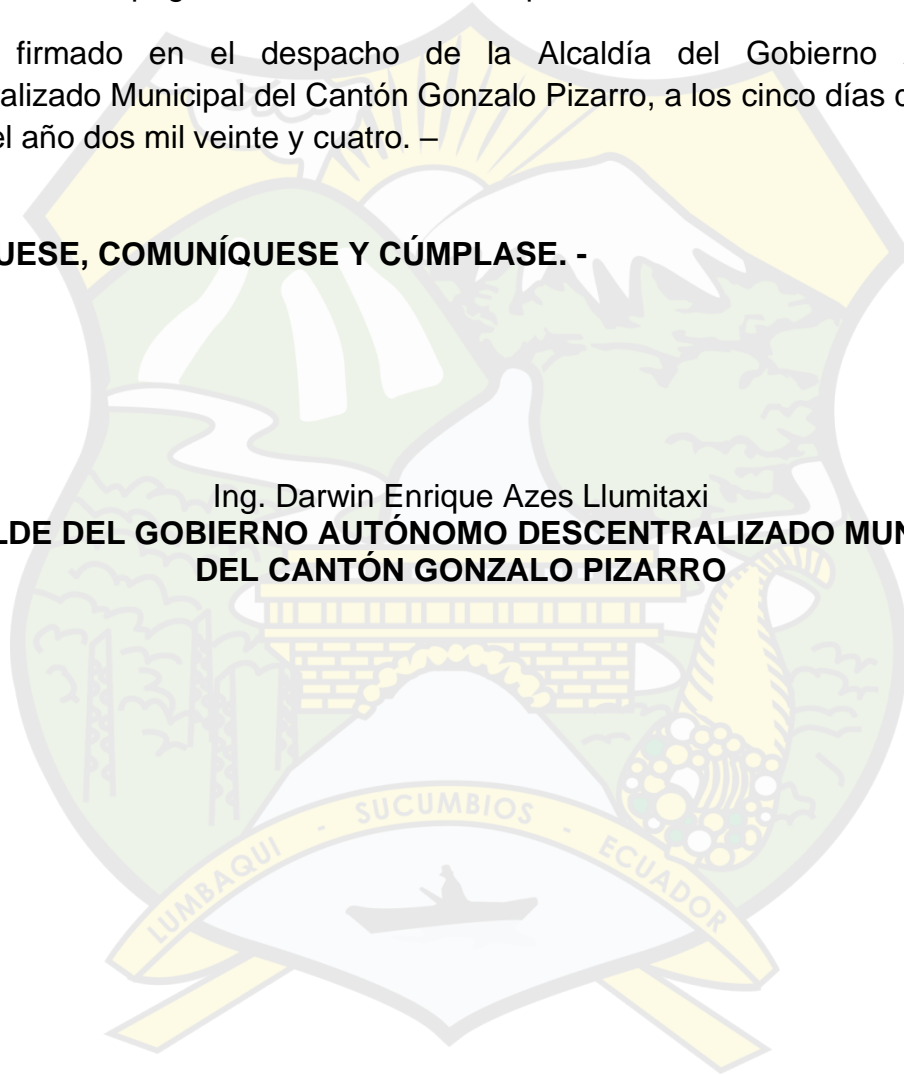 firmado en el despacho de la Alcaldía del Gobierno
alizado Municipal del Cantón Gonzalo Pizarro, a los cinco días
el año dos mil veinte y cuatro. –
UESE, COMUNÍQUESE Y CÚMPLASE. -
Ing. Darwin Enrique Azes Llumitaxi
LDE DEL GOBIERNO AUTÓNOMO DESCENTRALIZADO MUN
DEL CANTÓN GONZALO PIZARRO
LUMBAQUI - SUCUMBIOS - ECUADOR